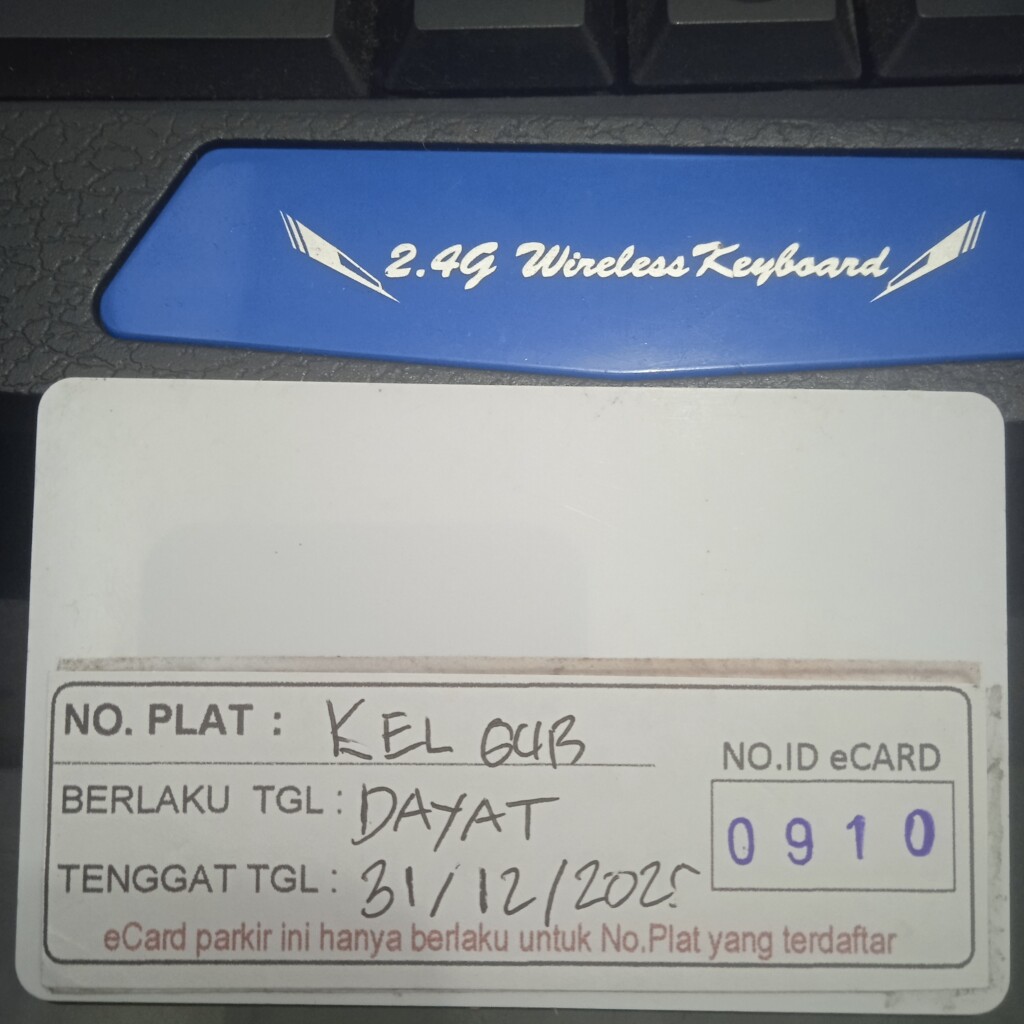 2.4G Wireless Keyboard
NO. PLAT : KEL GUB
NO.ID eCARD
BERLAKU TGL : DAYAT
0910
TENGGAT TGL : 31/12/2025
eCard parkir ini hanya berlaku untuk No.Plat yang terdaftar